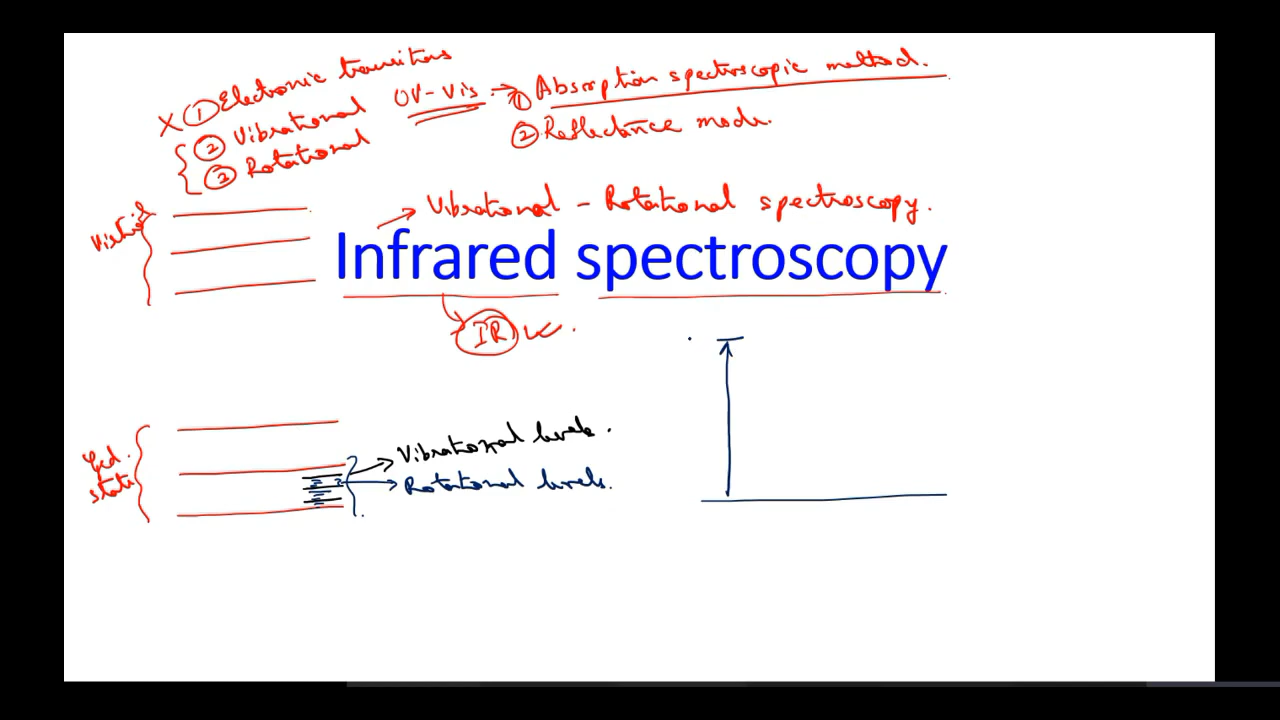 X ① Electronic transitions
② Vibrational
③ Rotational
UV-Vis → ① Absorption spectroscopic method.
② Reflectance mode.
Vibrational - Rotational spectroscopy.
Infrared spectroscopy
IR
Vibrational levels.
Rotational levels.
state